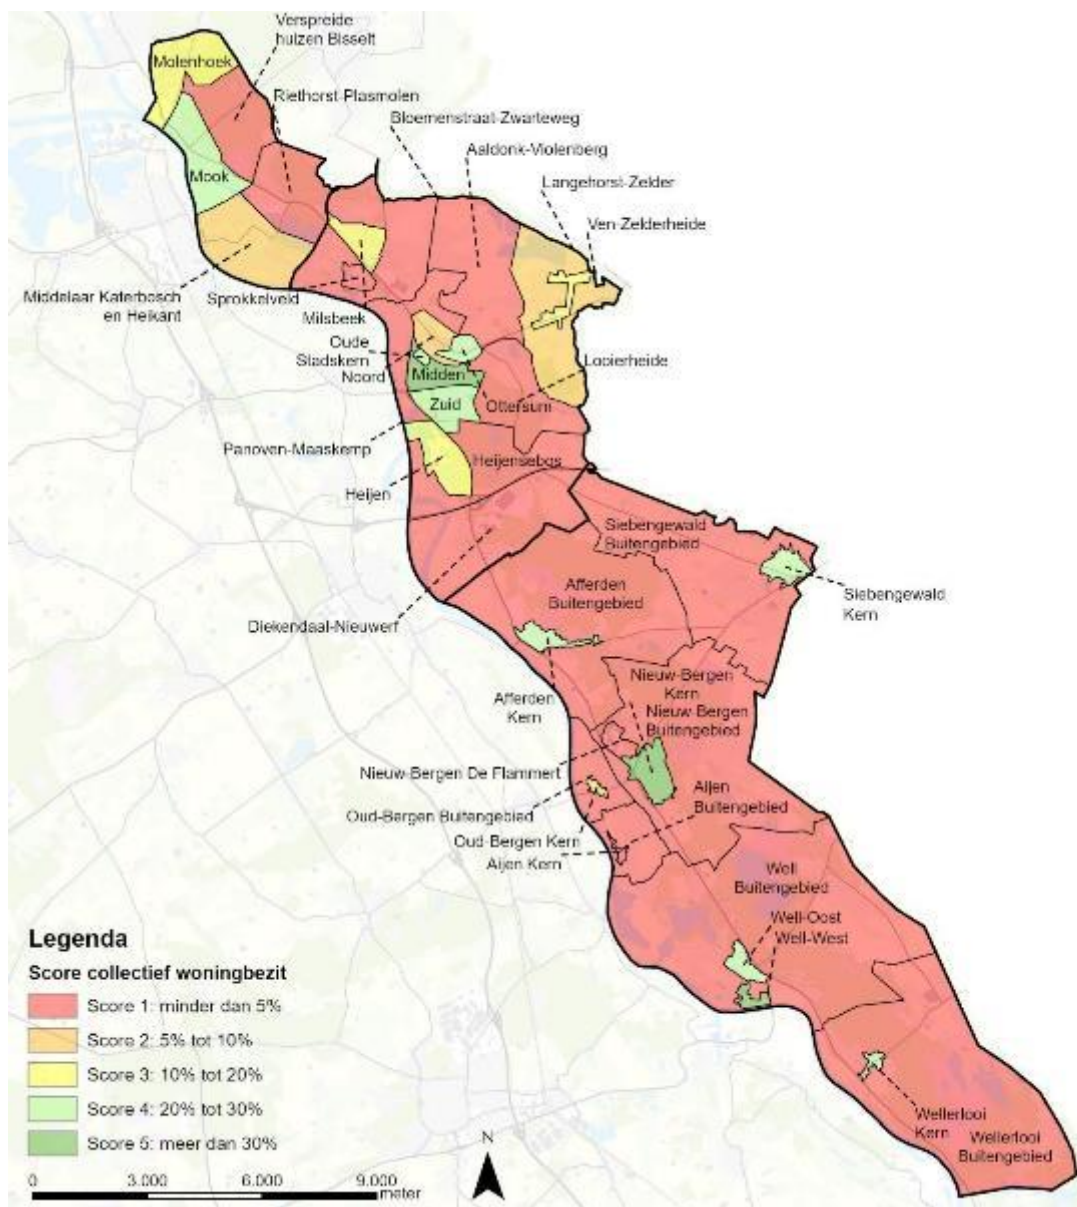 Verspreide
huizen Bisselt
Molenhoek
Riethorst-Plasmolen
Bloemenstraat-Zwarteweg
Aaldonk-Violenberg
Langehorst-Zelder
Mook
Ven-Zelderheide
Middelaar Katerbosch
en Heikant
Sprokkelveld
Milsbeek
Oude
Stadskern
Noord
Looierheide
Midden
Zuid
Ottersum
Panoven-Maaskemp
Heijensebos
Heijen
Siebengewald
Buitengebied
Afferden
Buitengebied
Siebengewald
Kern
Diekendaal-Nieuwerf
Nieuw-Bergen
Kern
Afferden
Kern
Nieuw-Bergen
Buitengebied
Nieuw-Bergen De Flammert
Aijen
Buitengebied
Oud-Bergen Buitengebied
Oud-Bergen Kern
Aijen Kern
Well
Buitengebied
Well-Oost
Well-West
Legenda
Score collectief woningbezit
Score 1: minder dan 5%
Score 2: 5% tot 10%
Score 3: 10% tot 20%
Score 4: 20% tot 30%
Score 5: meer dan 30%
Wellerlooi
Kern
Wellerlooi
Buitengebied
N
0 3.000 6.000 9.000
meter